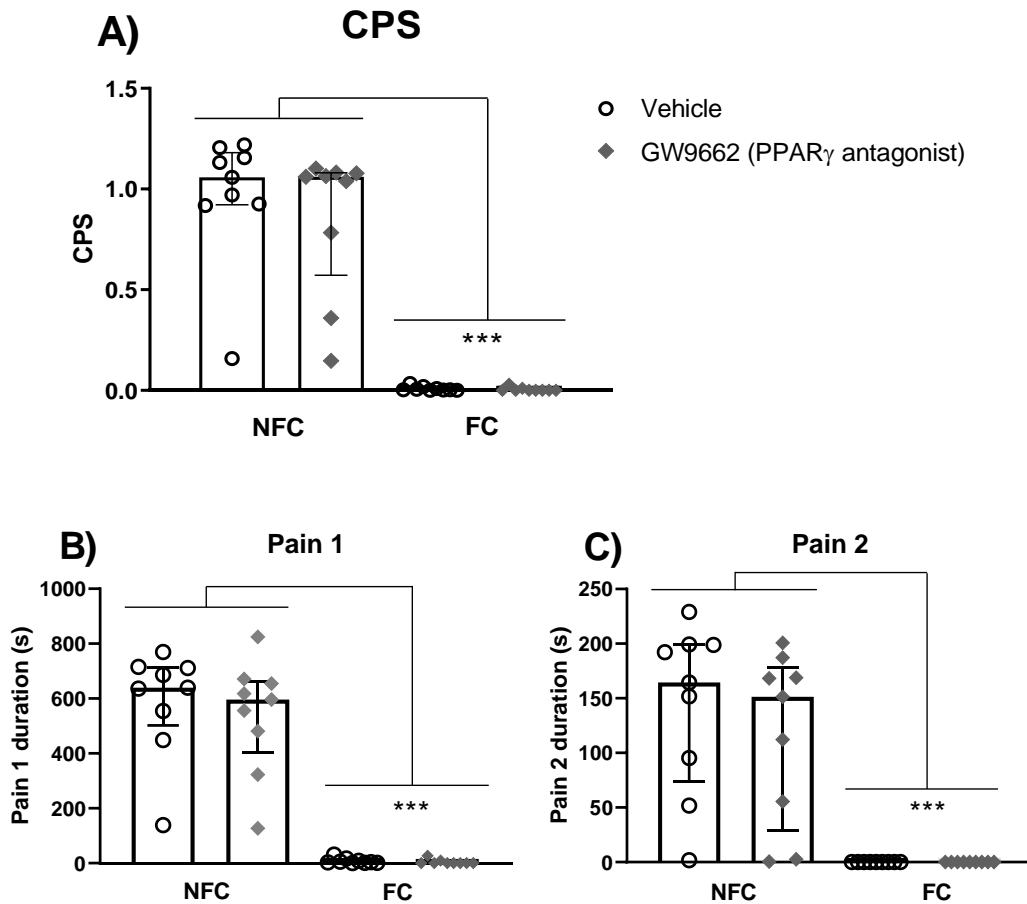 A)
CPS
Vehicle
GW9662 (PPARγ antagonist)
CPS
1.5
1.0
0.5
0.0
***
NFC
FC
B)
Pain 1
Pain 1 duration (s)
1000
800
600
400
200
0
***
NFC
FC
C)
Pain 2
Pain 2 duration (s)
250
200
150
100
50
0
***
NFC
FC